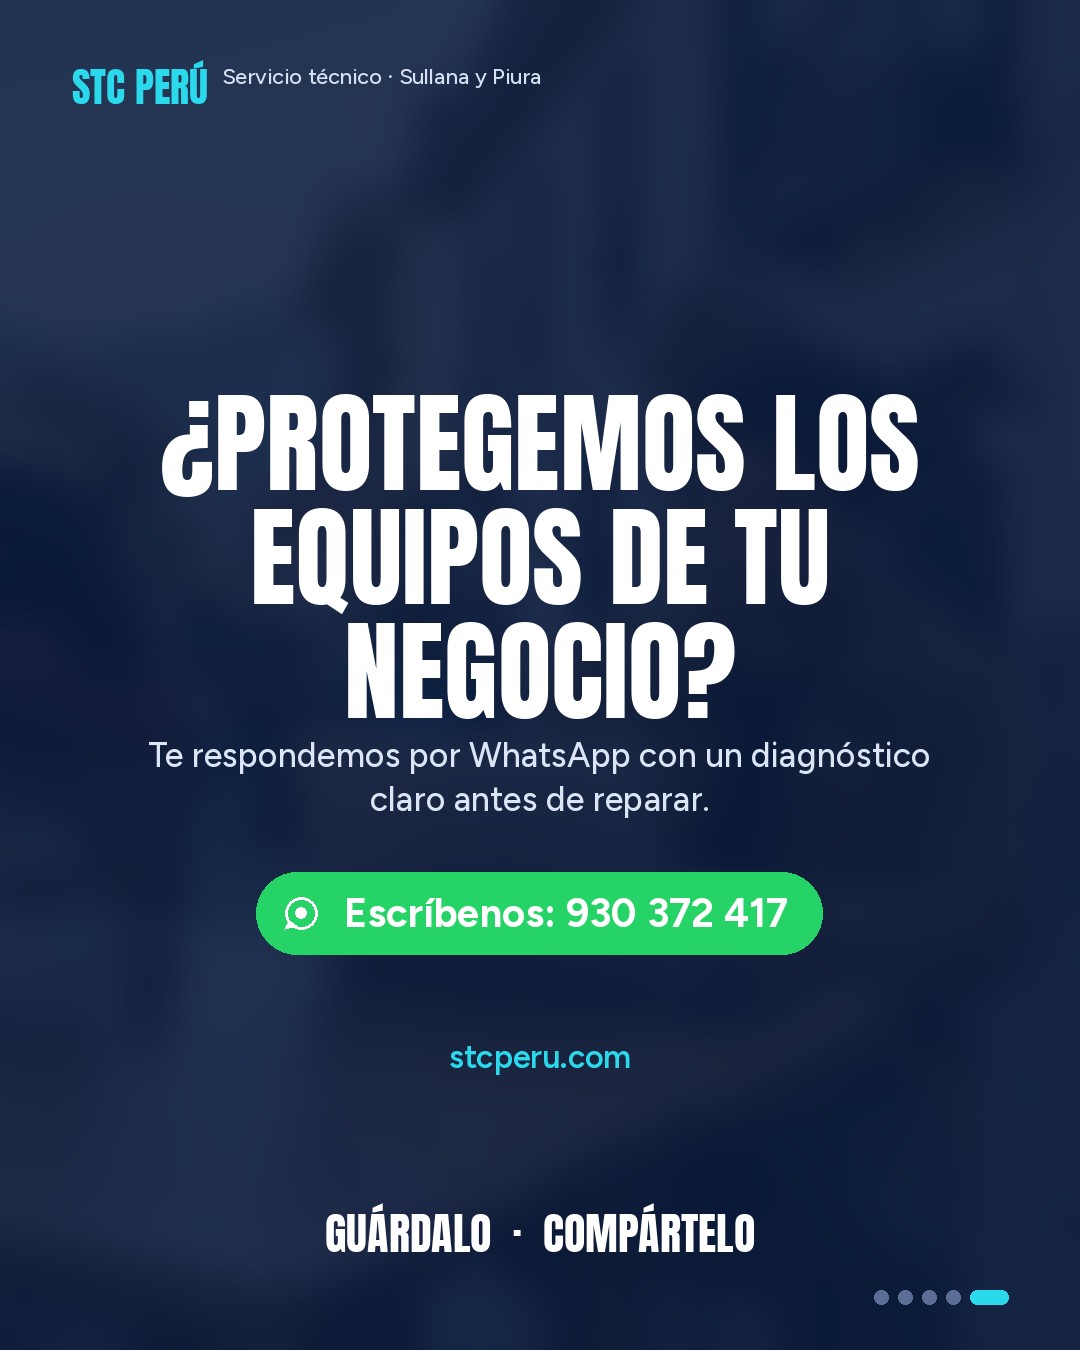 STC PERÚ Servicio técnico · Sullana y Piura
¿PROTEGEMOS LOS
EQUIPOS DE TU
NEGOCIO?
Te respondemos por WhatsApp con un diagnóstico
claro antes de reparar.
Escríbenos: 930 372 417
stcperu.com
GUÁRDALO · COMPÁRTELO